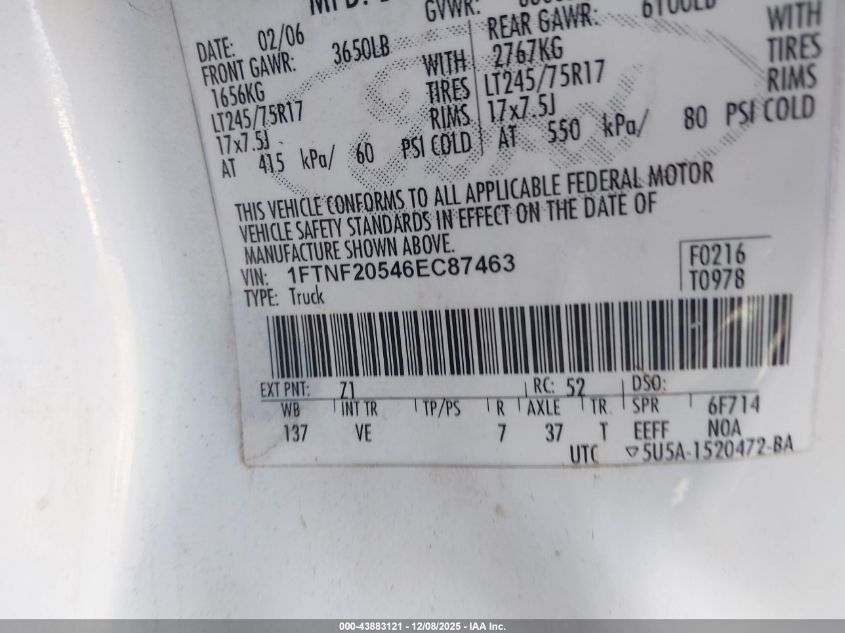 MFD.
GVWR:
DATE: 02/06
FRONT GAWR: 3650LB
1656KG WITH
LT245/75R17 TIRES
17x7.5J RIMS
AT 415 kPa/ 60 PSI COLD
REAR GAWR: 6100LB WITH
2767KG TIRES
LT245/75R17 RIMS
17x7.5J
AT 550 kPa/ 80 PSI COLD
THIS VEHICLE CONFORMS TO ALL APPLICABLE FEDERAL MOTOR
VEHICLE SAFETY STANDARDS IN EFFECT ON THE DATE OF
MANUFACTURE SHOWN ABOVE.
VIN: 1FTNF20546EC87463
TYPE: Truck
F0216
T0978
EXT PNT: Z1 RC: 52 DSO:
WB INT TR TP/PS R AXLE TR SPR 6F714
137 VE 7 37 T EEFF NOA
UTC ▽5U5A-1520472-BA
000-43883121 - 12/08/2025 - IAA Inc.